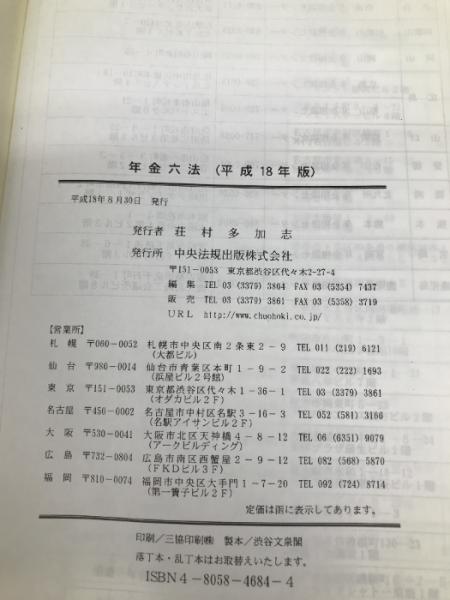 年金六法（平成18年版）
平成18年8月30日 発行
発行者 荘村多加志
発行所 中央法規出版株式会社
〒151-0053 東京都渋谷区代々木2-27-4
編集 TEL 03 (3379) 3864 FAX 03 (5354) 7437
販売 TEL 03 (3379) 3861 FAX 03 (5358) 3719
URL http://www.chuohoki.co.jp/
【営業所】
札幌 〒060-0052 札幌市中央区南2条東2-9 TEL 011 (219) 6121
(大都ビル)
仙台 〒980-0014 仙台市青葉区本町1-9-2 TEL 022 (222) 1693
(浜屋ビル2号館)
東京 〒151-0053 東京都渋谷区代々木1-36-1 TEL 03 (3379) 3861
(オダカビル2F)
名古屋 〒450-0002 名古屋市中村区名駅3-16-3 TEL 052 (581) 3166
(名駅アイサンビル2F)
大阪 〒530-0041 大阪市北区天神橋4-8-12 TEL 06 (6351) 9079
(アークビルディング)
広島 〒732-0804 広島市南区西蟹屋2-9-12 TEL 082 (568) 5870
(FKDビル3F)
福岡 〒810-0074 福岡市中央区大手門1-7-20 TEL 092 (724) 8714
(第一簀子ビル2F)
定価は函に表示してあります。
印刷/三協印刷㈱ 製本/渋谷文泉閣
落丁本・乱丁本はお取替えいたします。
ISBN4-8058-4684-4